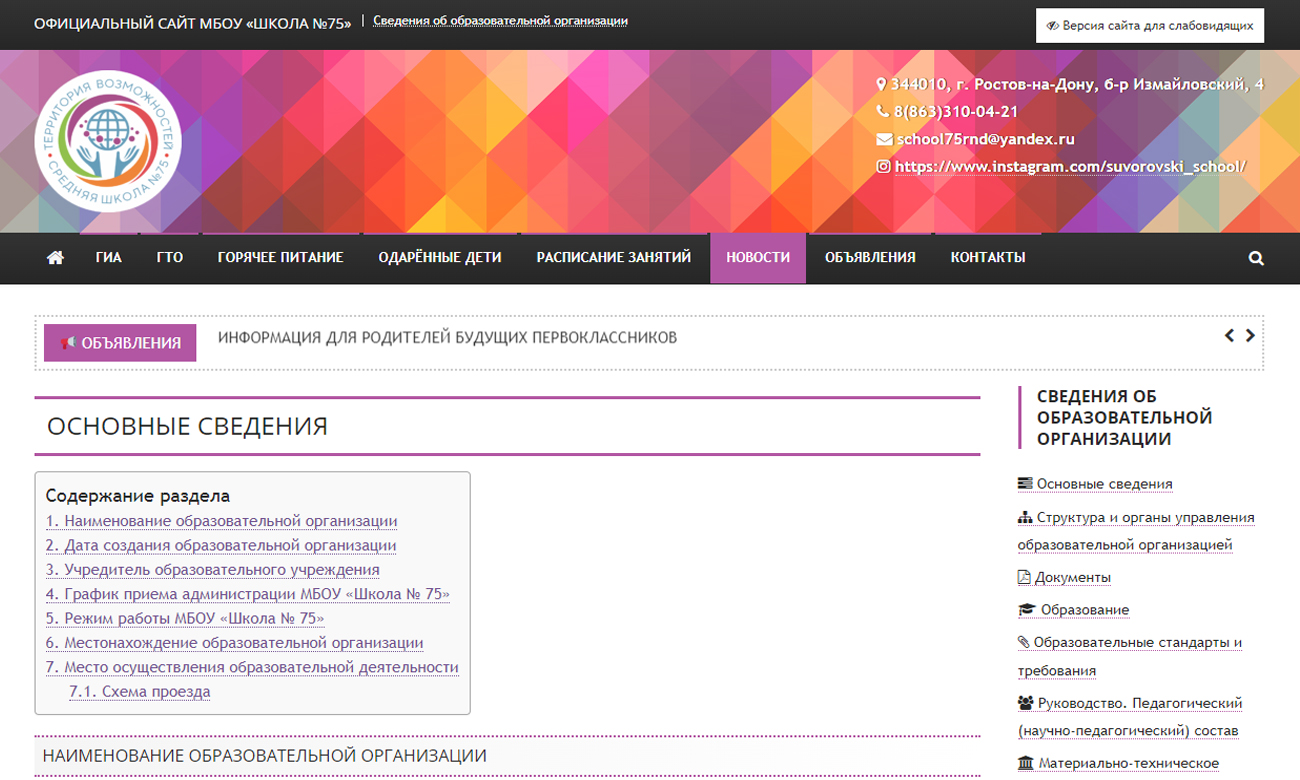 ОФИЦИАЛЬНЫЙ САЙТ МБОУ «ШКОЛА №75» | Сведения об образовательной организации
Версия сайта для слабовидящих
ТЕРРИТОРИЯ ВОЗМОЖНОСТЕЙ
СРЕДНЯЯ ШКОЛА №75
344010, г. Ростов-на-Дону, б-р Измайловский, 4
8(863)310-04-21
school75rnd@yandex.ru
https://www.instagram.com/suvorovski_school/
ГИА ГТО ГОРЯЧЕЕ ПИТАНИЕ ОДАРЁННЫЕ ДЕТИ РАСПИСАНИЕ ЗАНЯТИЙ НОВОСТИ ОБЪЯВЛЕНИЯ КОНТАКТЫ
ОБЪЯВЛЕНИЯ ИНФОРМАЦИЯ ДЛЯ РОДИТЕЛЕЙ БУДУЩИХ ПЕРВОКЛАССНИКОВ
ОСНОВНЫЕ СВЕДЕНИЯ
Содержание раздела
1. Наименование образовательной организации
2. Дата создания образовательной организации
3. Учредитель образовательного учреждения
4. График приема администрации МБОУ «Школа № 75»
5. Режим работы МБОУ «Школа № 75»
6. Местонахождение образовательной организации
7. Место осуществления образовательной деятельности
7.1. Схема проезда
НАИМЕНОВАНИЕ ОБРАЗОВАТЕЛЬНОЙ ОРГАНИЗАЦИИ
СВЕДЕНИЯ ОБ
ОБРАЗОВАТЕЛЬНОЙ
ОРГАНИЗАЦИИ
Основные сведения
Структура и органы управления
образовательной организацией
Документы
Образование
Образовательные стандарты и
требования
Руководство. Педагогический
(научно-педагогический) состав
Материально-техническое